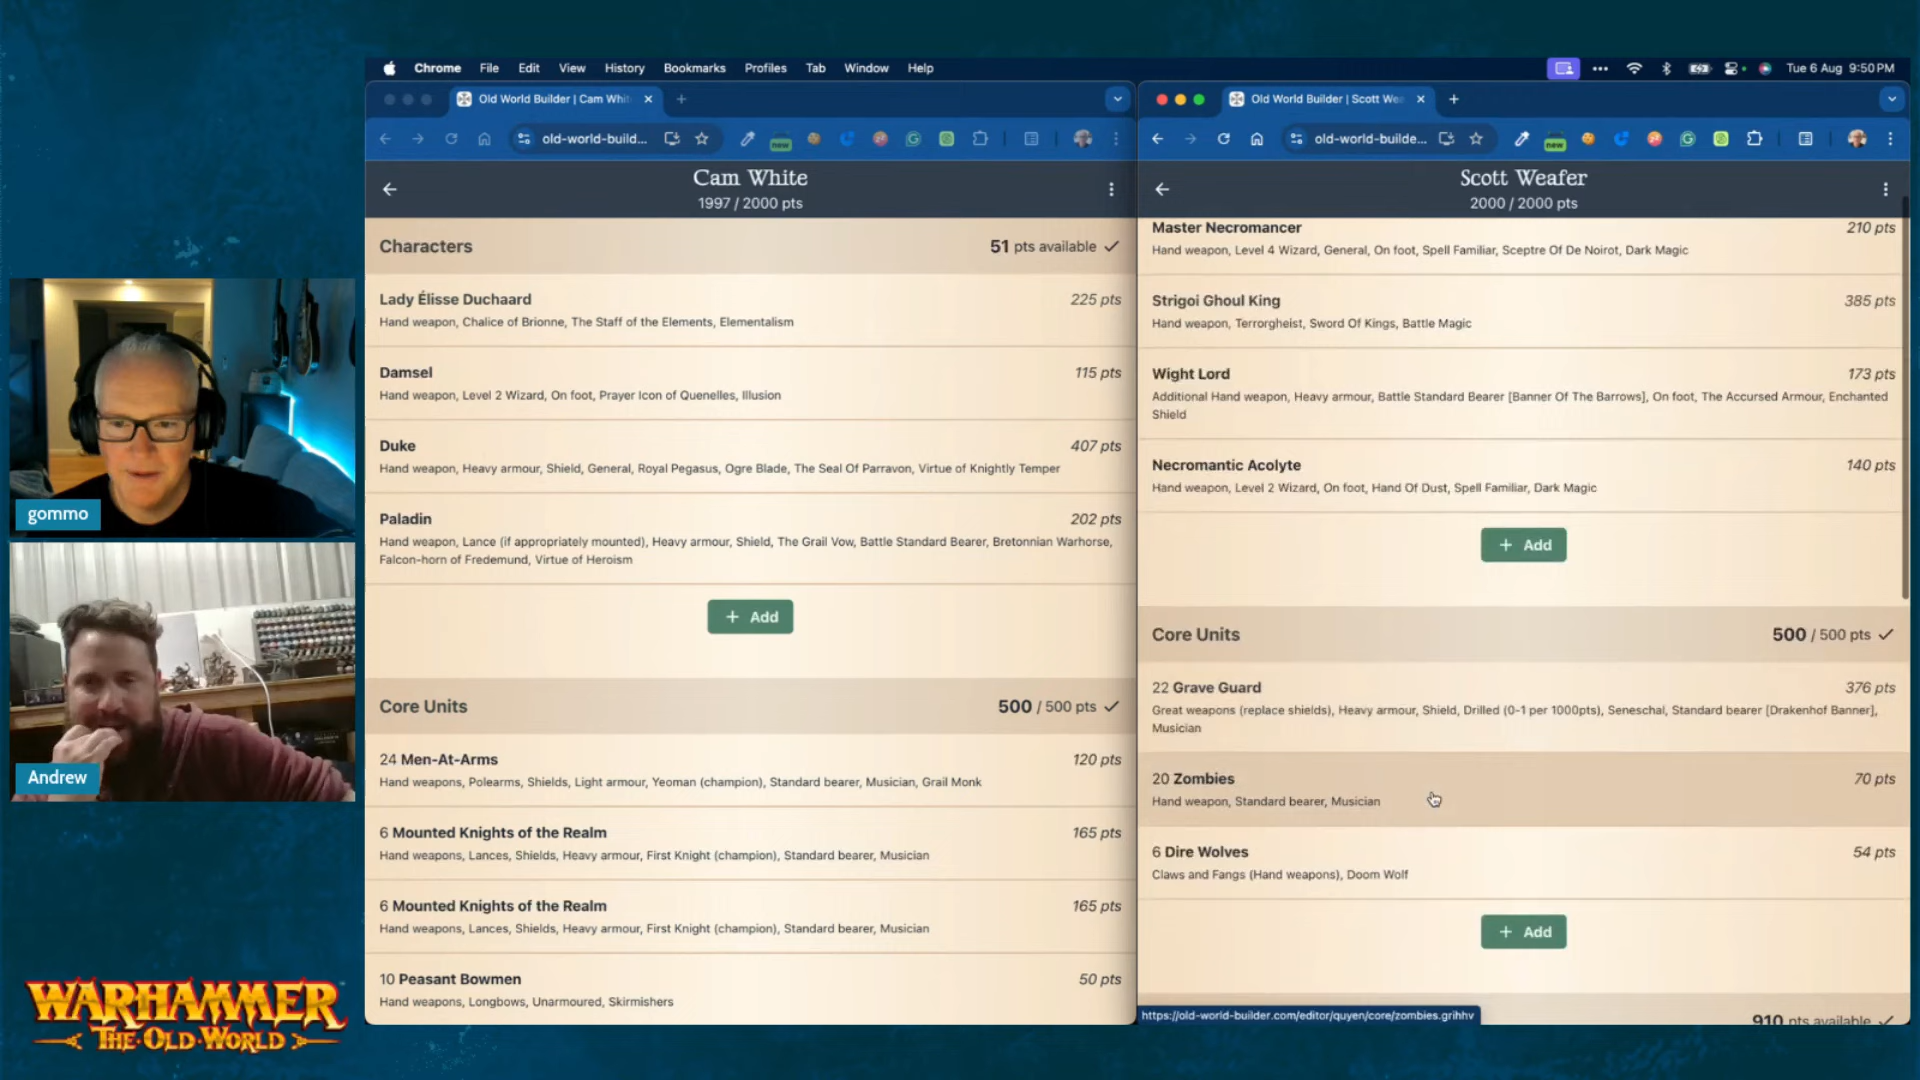 Chrome File Edit View History Bookmarks Profiles Tab Window Help
Tue 6 Aug 9:50 PM
Old World Builder | Cam Whit
old-world-build...
new
Cam White
1997 / 2000 pts
Characters
51 pts available
Lady Élisse Duchaard
225 pts
Hand weapon, Chalice of Brionne, The Staff of the Elements, Elementalism
Damsel
115 pts
Hand weapon, Level 2 Wizard, On foot, Prayer Icon of Quenelles, Illusion
Duke
407 pts
Hand weapon, Heavy armour, Shield, General, Royal Pegasus, Ogre Blade, The Seal Of Parravon, Virtue of Knightly Temper
Paladin
202 pts
Hand weapon, Lance (if appropriately mounted), Heavy armour, Shield, The Grail Vow, Battle Standard Bearer, Bretonnian Warhorse,
Falcon-horn of Fredemund, Virtue of Heroism
+ Add
Core Units
500 / 500 pts
24 Men-At-Arms
120 pts
Hand weapons, Polearms, Shields, Light armour, Yeoman (champion), Standard bearer, Musician, Grail Monk
6 Mounted Knights of the Realm
165 pts
Hand weapons, Lances, Shields, Heavy armour, First Knight (champion), Standard bearer, Musician
6 Mounted Knights of the Realm
165 pts
Hand weapons, Lances, Shields, Heavy armour, First Knight (champion), Standard bearer, Musician
10 Peasant Bowmen
50 pts
Hand weapons, Longbows, Unarmoured, Skirmishers
Old World Builder | Scott Wea
old-world-builde...
new
Scott Weafer
2000 / 2000 pts
Master Necromancer
210 pts
Hand weapon, Level 4 Wizard, General, On foot, Spell Familiar, Sceptre Of De Noirot, Dark Magic
Strigoi Ghoul King
385 pts
Hand weapon, Terrorgheist, Sword Of Kings, Battle Magic
Wight Lord
173 pts
Additional Hand weapon, Heavy armour, Battle Standard Bearer [Banner Of The Barrows], On foot, The Accursed Armour, Enchanted
Shield
Necromantic Acolyte
140 pts
Hand weapon, Level 2 Wizard, On foot, Hand Of Dust, Spell Familiar, Dark Magic
+ Add
Core Units
500 / 500 pts
22 Grave Guard
376 pts
Great weapons (replace shields), Heavy armour, Shield, Drilled (0-1 per 1000pts), Seneschal, Standard bearer [Drakenhof Banner],
Musician
20 Zombies
70 pts
Hand weapon, Standard bearer, Musician
6 Dire Wolves
54 pts
Claws and Fangs (Hand weapons), Doom Wolf
+ Add
910 pts available
https://old-world-builder.com/editor/quyen/core/zombies.grihhv
gommo
Andrew
WARHAMMER
THE·OLD·WORLD